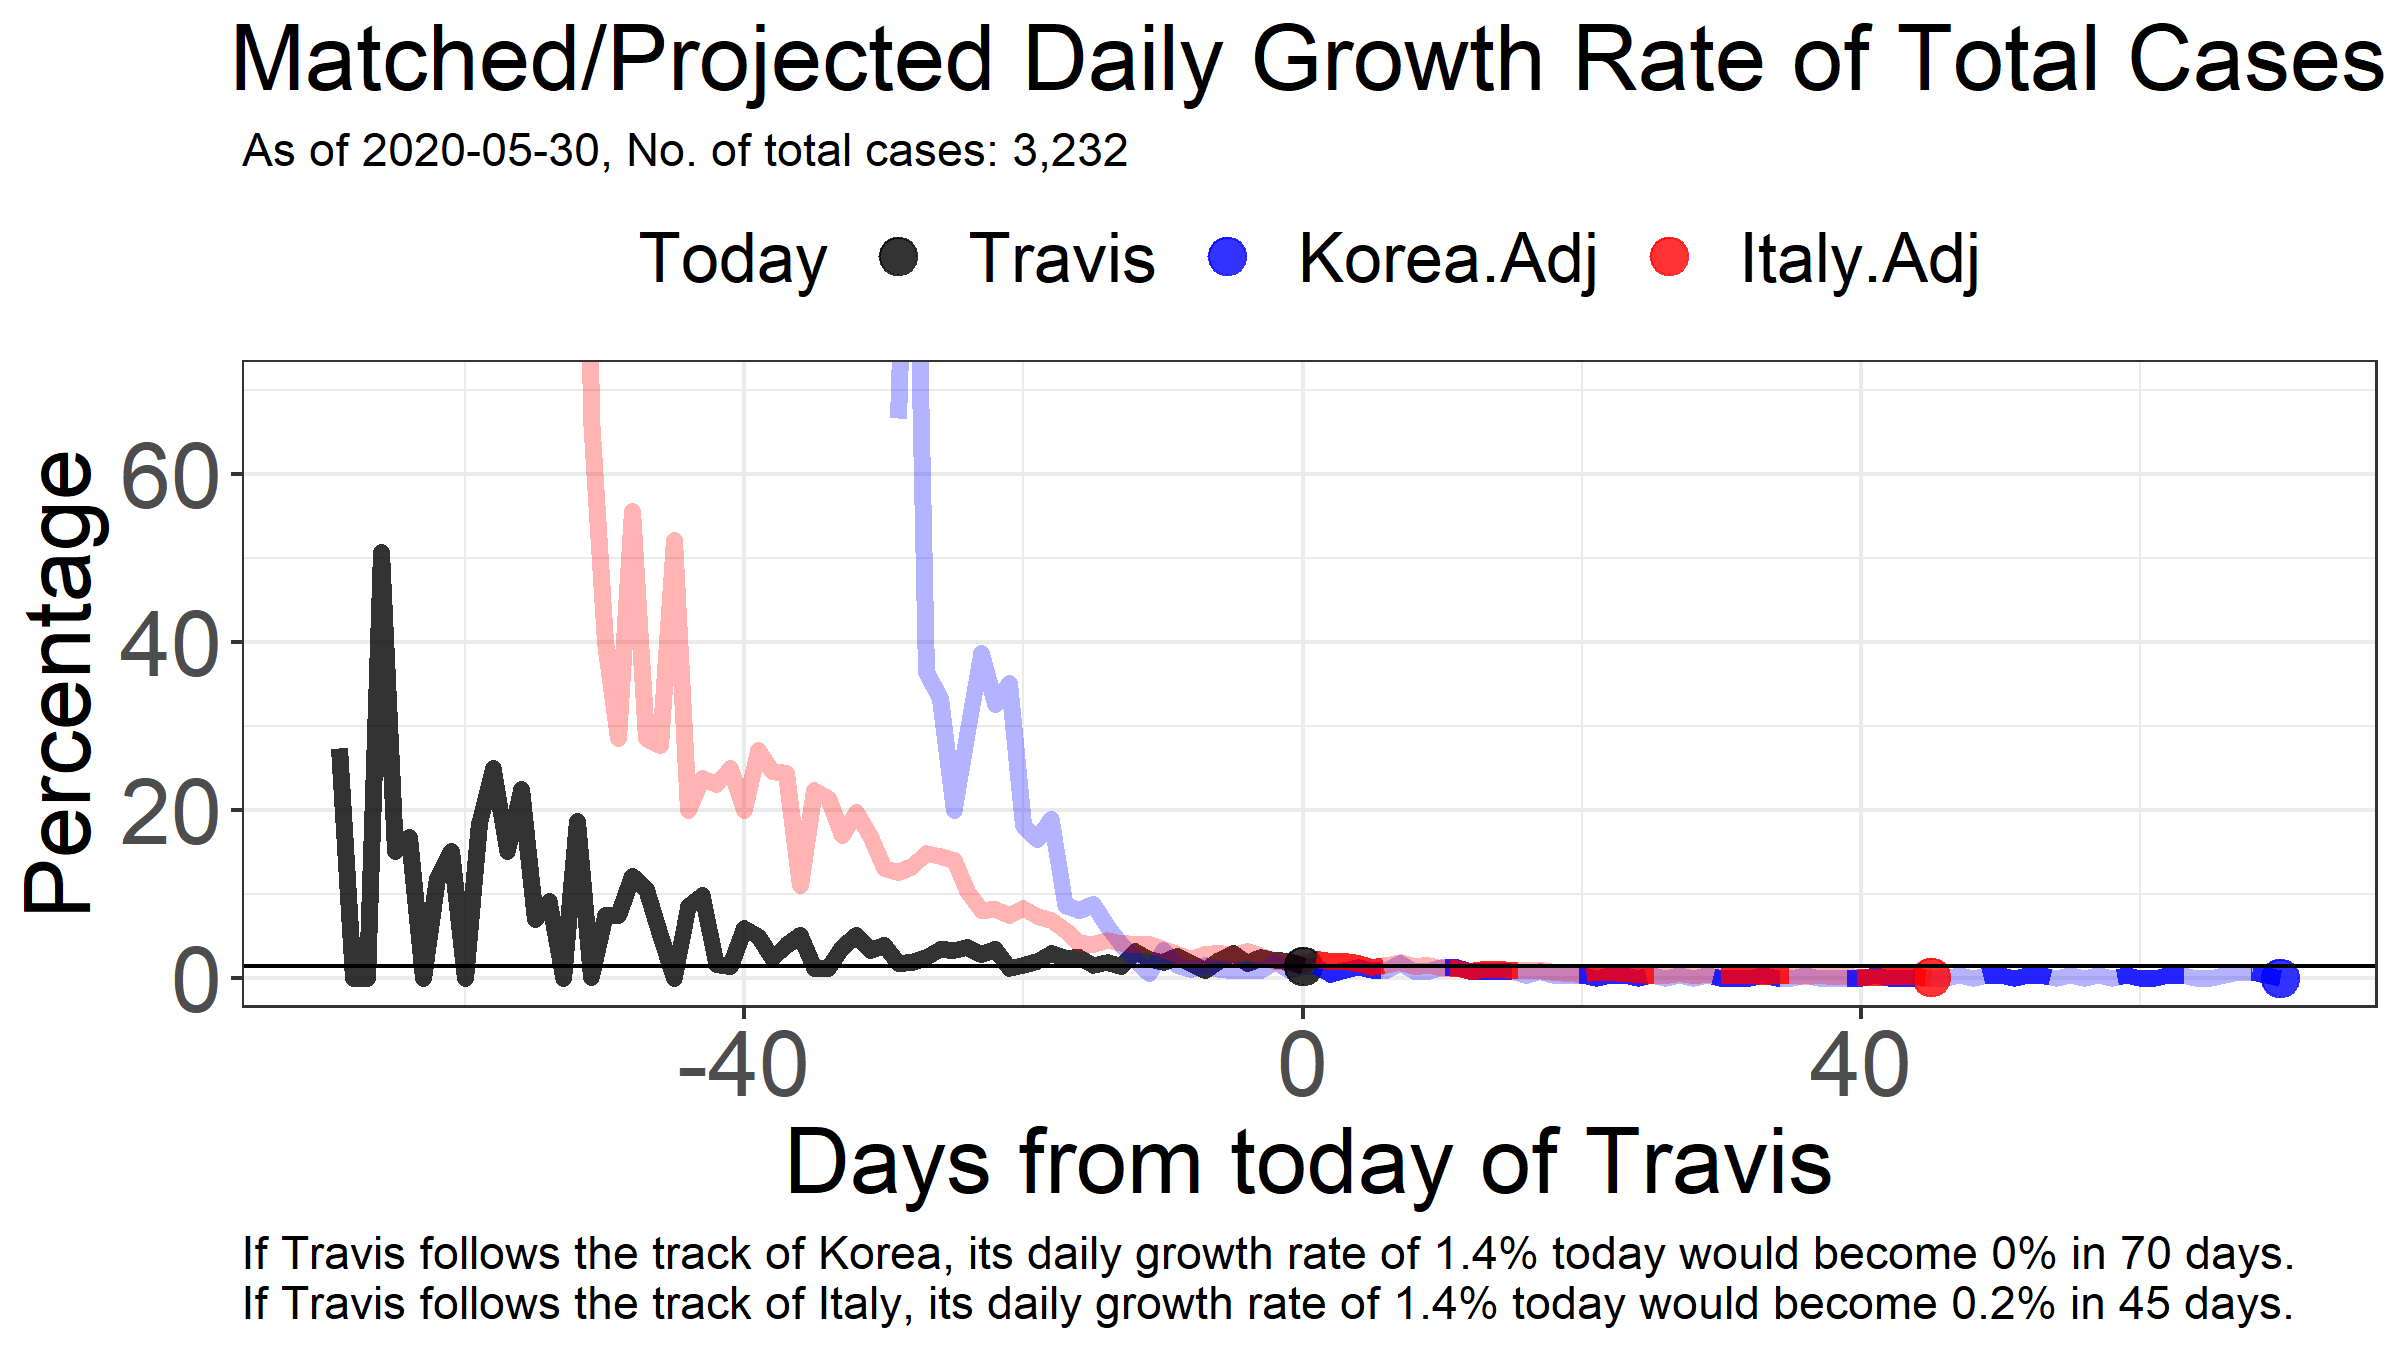 Matched/Projected Daily Growth Rate of Total Cases
As of 2020-05-30, No. of total cases: 3,232
Today Travis Korea.Adj Italy.Adj
Percentage
60
40
20
0
-40 0 40
Days from today of Travis
If Travis follows the track of Korea, its daily growth rate of 1.4% today would become 0% in 70 days.
If Travis follows the track of Italy, its daily growth rate of 1.4% today would become 0.2% in 45 days.